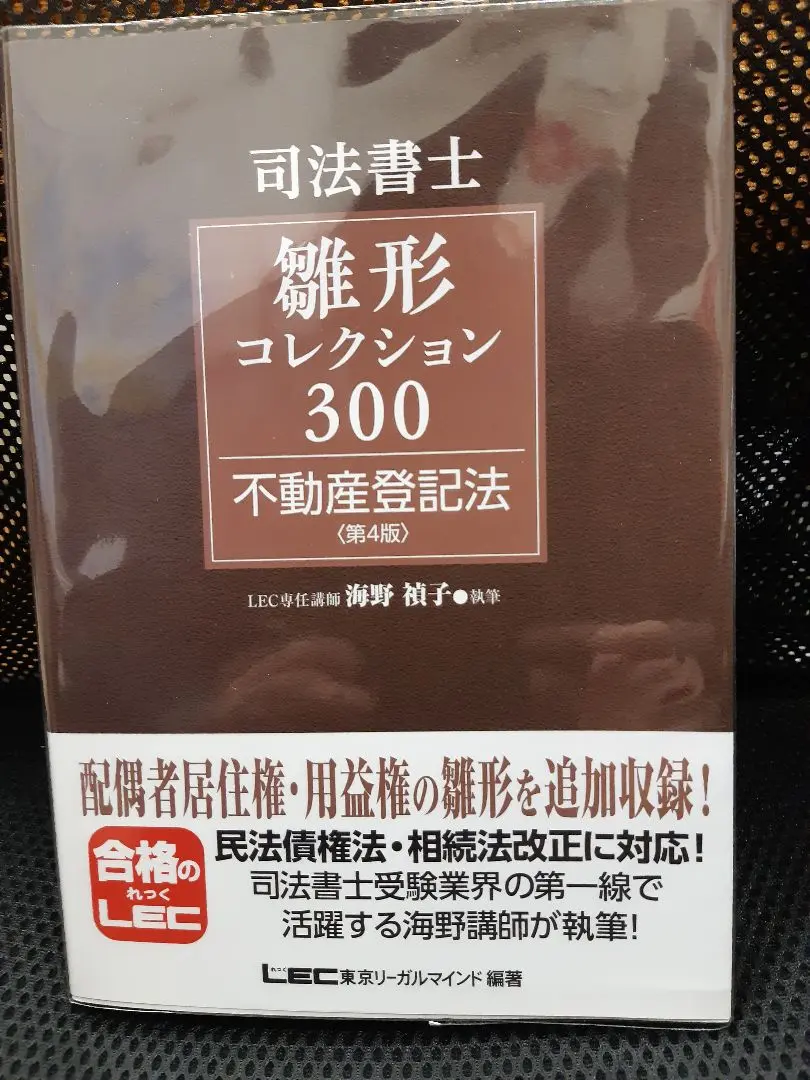 司法書士
雛形
コレクション
300
不動産登記法
〈第4版〉
LEC専任講師 海野 禎子●執筆
配偶者居住権・用益権の雛形を追加収録!
合格の
れっく
LEC
民法債権法・相続法改正に対応!
司法書士受験業界の第一線で
活躍する海野講師が執筆!
れっく
LEC東京リーガルマインド 編著